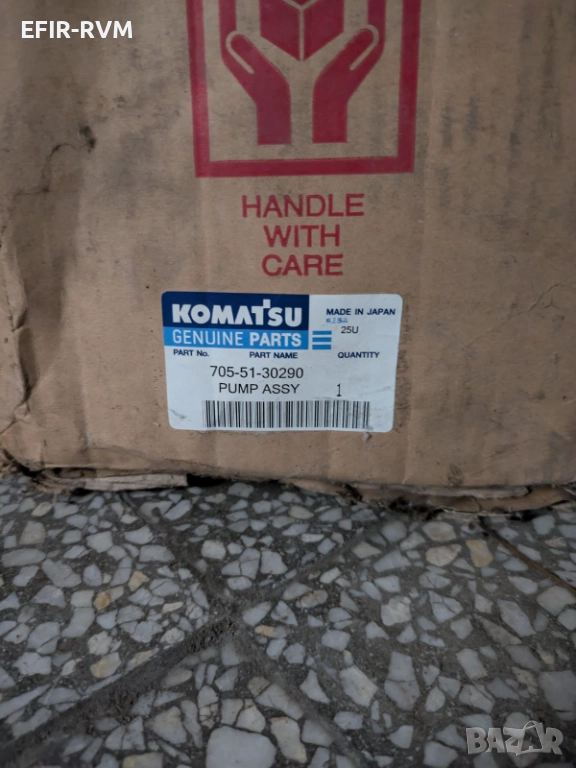 EFIR-RVM
HANDLE
WITH
CARE
KOMATSU
GENUINE PARTS
MADE IN JAPAN
25U
PART No. PART NAME QUANTITY
705-51-30290
PUMP ASSY 1
BAZAR